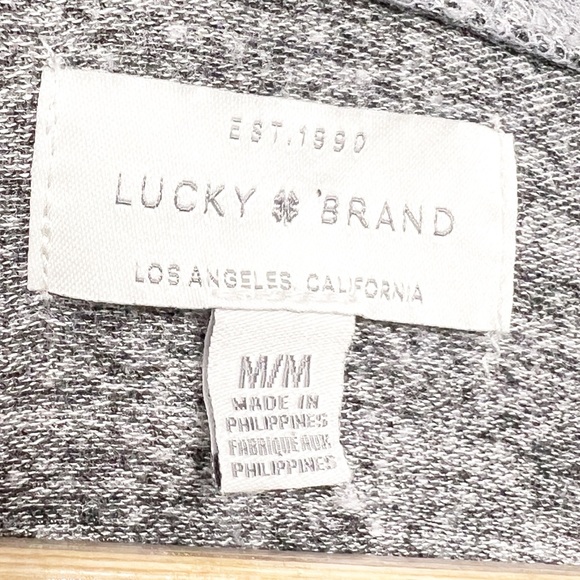 EST. 1990
LUCKY BRAND
LOS ANGELES, CALIFORNIA
M/M
MADE IN
PHILIPPINES
FABRIQUE AUX
PHILIPPINES